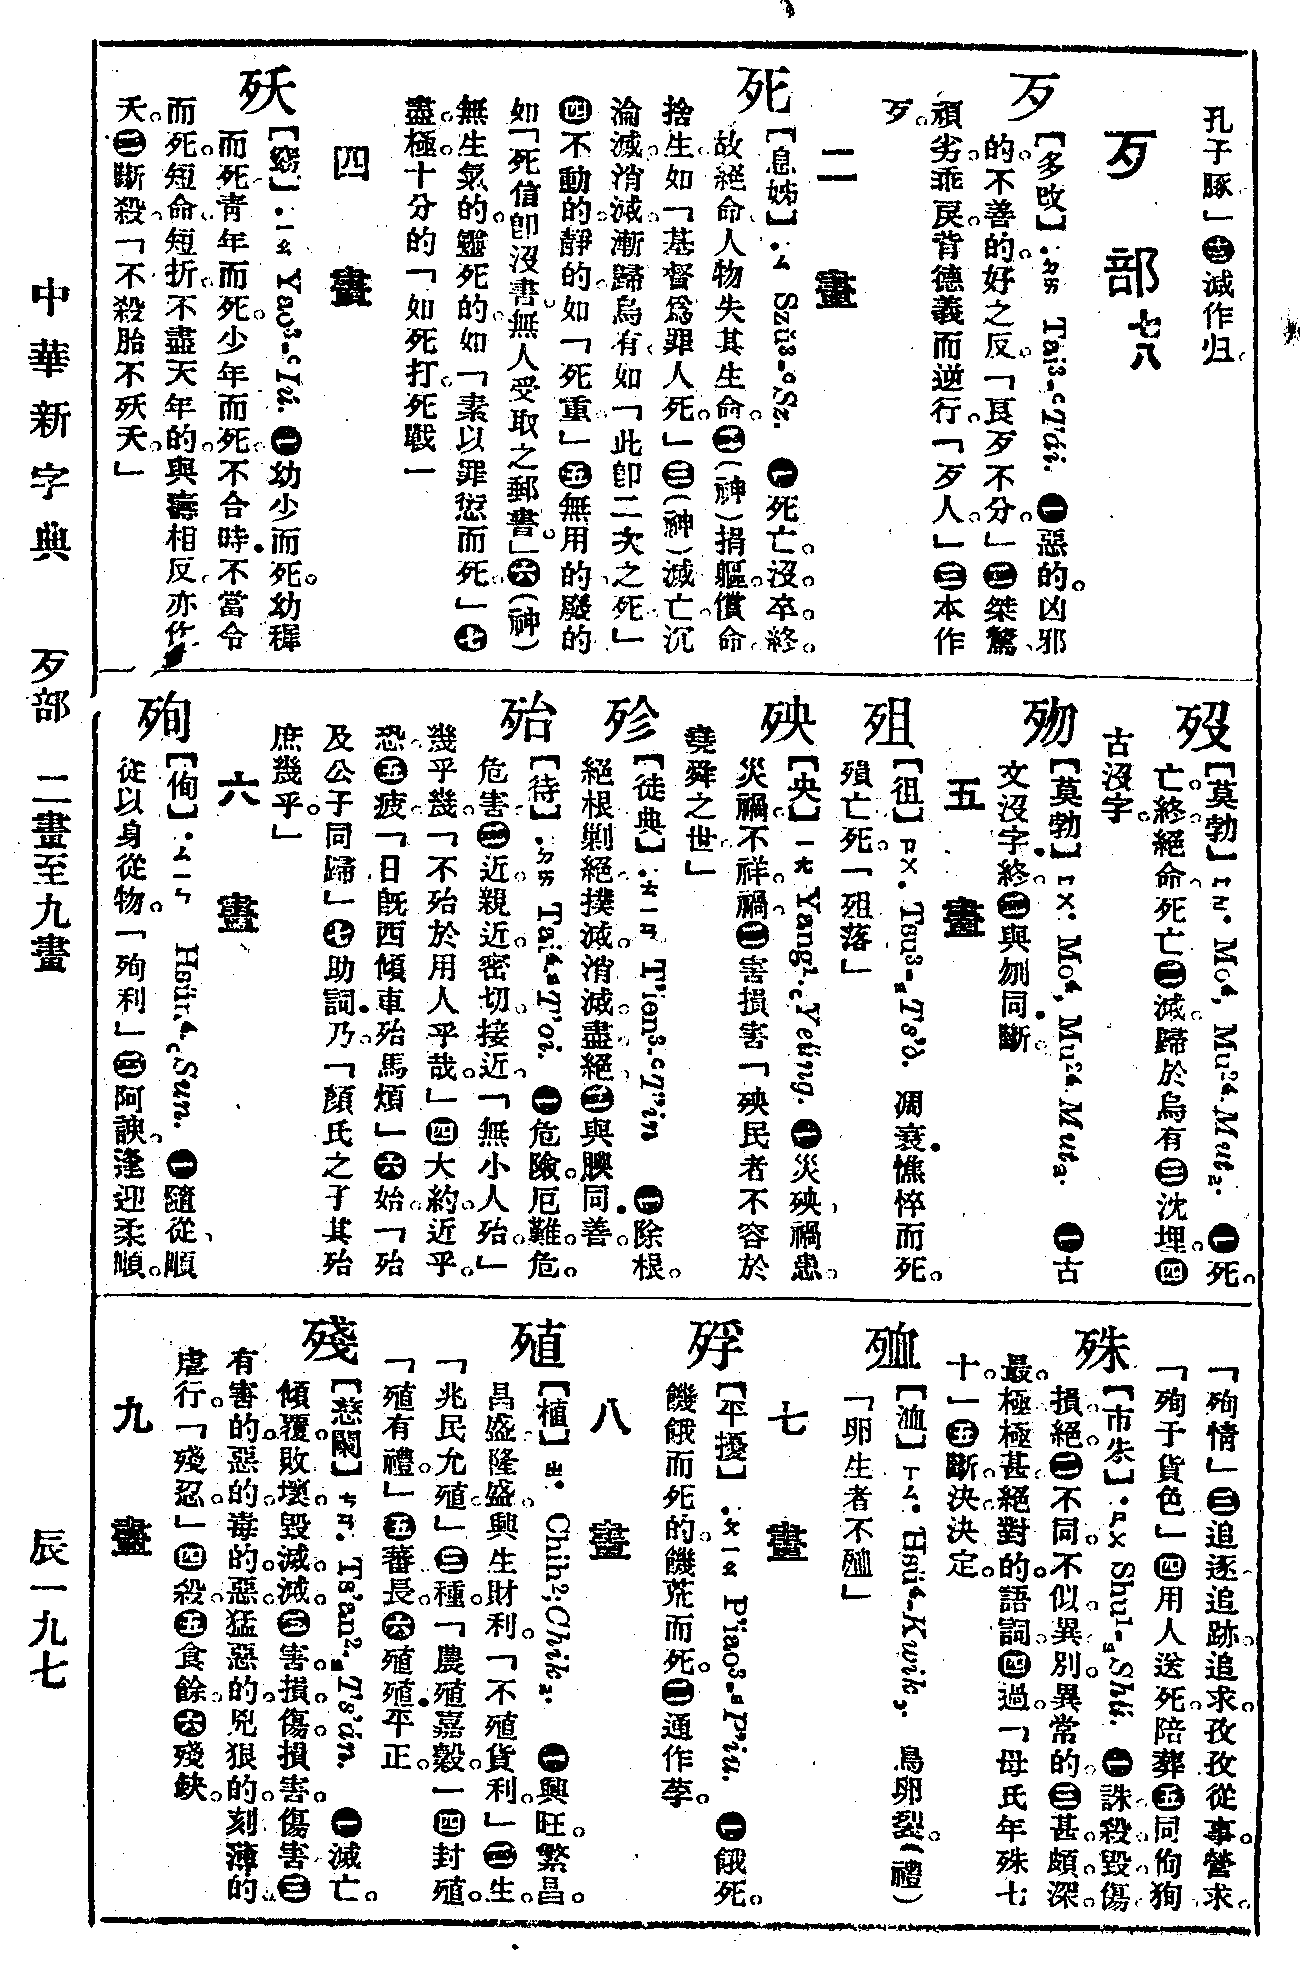 孔子豚」㊂滅作归。
歹部 七八
歹
【多改】:ㄉㄞ Tai³-ᶜTái. ㊀惡的。凶邪
的。不善的。好之反。「良歹不分」㊁桀驁
頑劣。乖戾。背德義而逆行。「歹人」㊂本作
歺。
二畫
死
【息姊】:ㄙ Szŭ³-ᶜSz. ㊀死亡。沒。卒。終。
故。絕命。人物失其生命。㊁(神)捐軀。償命。
捨生。如「基督爲罪人死」㊂(神)滅亡。沉
淪。滅。消滅。漸歸烏有。如「此卽二次之死」
㊃不動的。靜的。如「死重」㊄無用的。廢的。
如「死信卽沒書。無人受取之郵書」㊅(神)
無生氣的。靈死的。如「素以罪愆而死」㊆
盡。極。十分的。「如死打。死戰」
四畫
殀
【窈】:ㄧㄠ Yao³-ᶜIú. ㊀幼少而死。幼穉
而死。靑年而死。少年而死。不合時。不當令
而死。短命。短折。不盡天年的。與壽相反。亦作
夭。㊁斷殺「不殺胎不殀夭」
歿
【莫勃】ㄇㄛ˙ Mo⁴, Mu²⁴. Mut₂. ㊀死
亡。終。絕命。死亡。㊁滅。歸於烏有。㊂沈埋。㊃
古沒字。
歾
【莫勃】ㄇㄨ˙ Mo⁴, Mu²⁴. Mut₂. ㊀古
文沒字。終。㊁與刎同。斷。
五畫
殂
【徂】ㄗㄨ. Tsu³-₌Ts'ò. 凋衰。憔悴而死。
殞亡。死。「殂落」
殃
【央】ㄧㄤ Yang¹-꜀Yeüng. ㊀災殃。禍患。
災禍。不祥。禍。㊁害。損害「殃民者不容於
堯舜之世」
殄
【徒典】:ㄊㄧㄢ T'ien³-ᶜT'ín ㊀除根。
絕根。剿絕。撲滅。消滅。盡絕。㊁與腆同。善。
殆
【待】.ㄉㄞ Tai⁴-₌T'oi. ㊀危險。厄難。危。
危害。㊁近。親近。密切。接近。「無小人殆」
幾乎。幾「不殆於用人乎哉」㊃大約。近乎。
恐。㊄疲「日旣西傾車殆馬煩」㊅始。「殆
及公子同歸」㊆助詞。乃。「顏氏之子其殆
庶幾乎」
六畫
殉
【侚】.ㄙㄧㄣ Hsün⁴-꜀Sun. ㊀隨從。順
從。以身從物。「殉利」㊁阿諛。逢迎。柔順。
「殉情」㊂追逐。追跡。追求。孜孜從事。營求。
「殉于貨色」㊃用人送死。陪葬。㊄同侚狥
殊
【市朱】.ㄕㄨ Shu¹-₌Shü. ㊀誅。殺。毀。傷。
損。絕。㊁不同。不似。異。別。異常的。㊂甚。頗。深。
最。極。極甚。絕對的語詞。㊃過。「母氏年殊七
十」㊄斷。決。決定。
殈
【洫】ㄒㄩ˙ Hsü⁴-Kwik, 鳥卵裂。(禮)
「卵生者不殈」
七畫
殍
【平擾】:ㄆㄧㄠ P'iao³-₌P'iu. ㊀餓死。
饑餓而死的。饑荒而死。㊁通作莩。
八畫
殖
【植】ㄓ˙ Chih²; Chik₂. ㊀興旺。繁昌。
昌盛。隆盛。興生財利。「不殖貨利」㊁生。
「兆民允殖」㊂種。「農殖嘉穀」㊃封殖。
「殖有禮」㊄蕃。長。㊅殖殖。平正。
殘
【慈闌】.ㄘㄢ. Ts'an²-₌Ts'án. ㊀滅亡。
傾覆。敗壞。毀滅。滅。㊁害。損。傷。損害。傷害。㊂
有害的。惡的。毒的。惡。猛惡的。兇狠的。刻薄的。
虐行。「殘忍」㊃殺。㊄食餘。㊅殘缺。
九畫
中華新字典 歹部 二畫至九畫 辰一九七